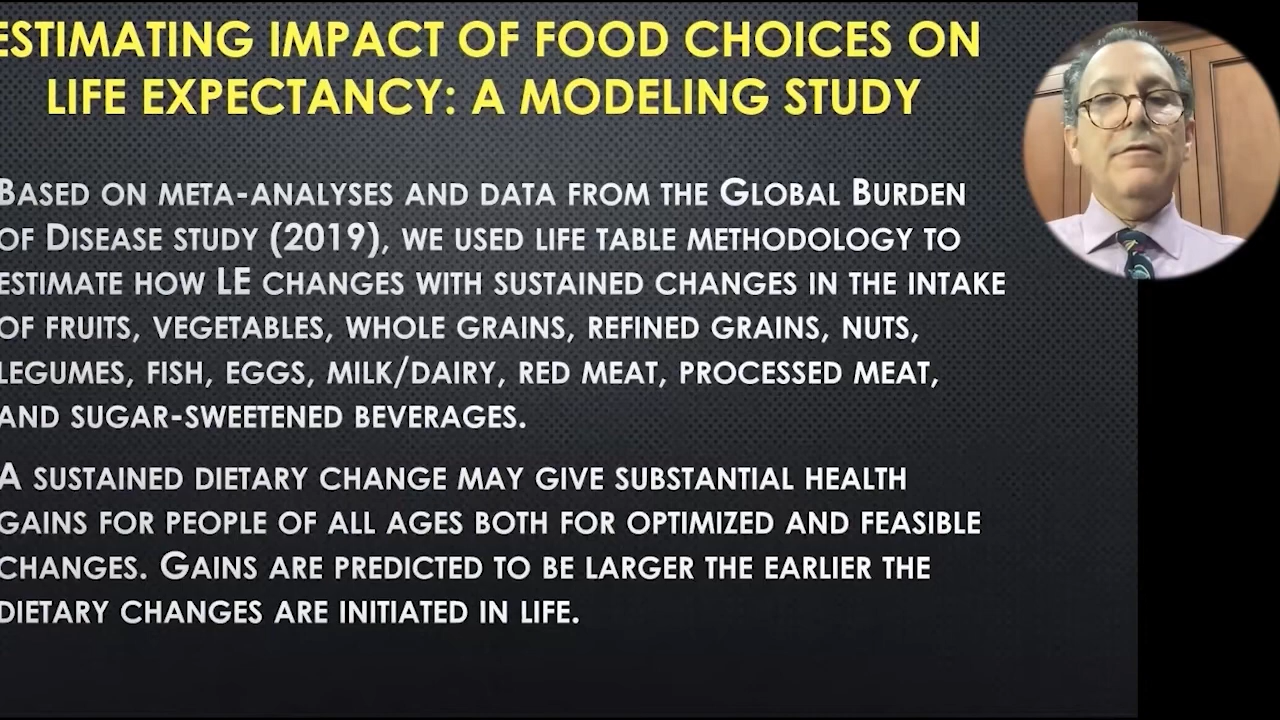 ESTIMATING IMPACT OF FOOD CHOICES ON
LIFE EXPECTANCY: A MODELING STUDY
BASED ON META-ANALYSES AND DATA FROM THE GLOBAL BURDEN
OF DISEASE STUDY (2019), WE USED LIFE TABLE METHODOLOGY TO
ESTIMATE HOW LE CHANGES WITH SUSTAINED CHANGES IN THE INTAKE
OF FRUITS, VEGETABLES, WHOLE GRAINS, REFINED GRAINS, NUTS,
LEGUMES, FISH, EGGS, MILK/DAIRY, RED MEAT, PROCESSED MEAT,
AND SUGAR-SWEETENED BEVERAGES.
A SUSTAINED DIETARY CHANGE MAY GIVE SUBSTANTIAL HEALTH
GAINS FOR PEOPLE OF ALL AGES BOTH FOR OPTIMIZED AND FEASIBLE
CHANGES. GAINS ARE PREDICTED TO BE LARGER THE EARLIER THE
DIETARY CHANGES ARE INITIATED IN LIFE.